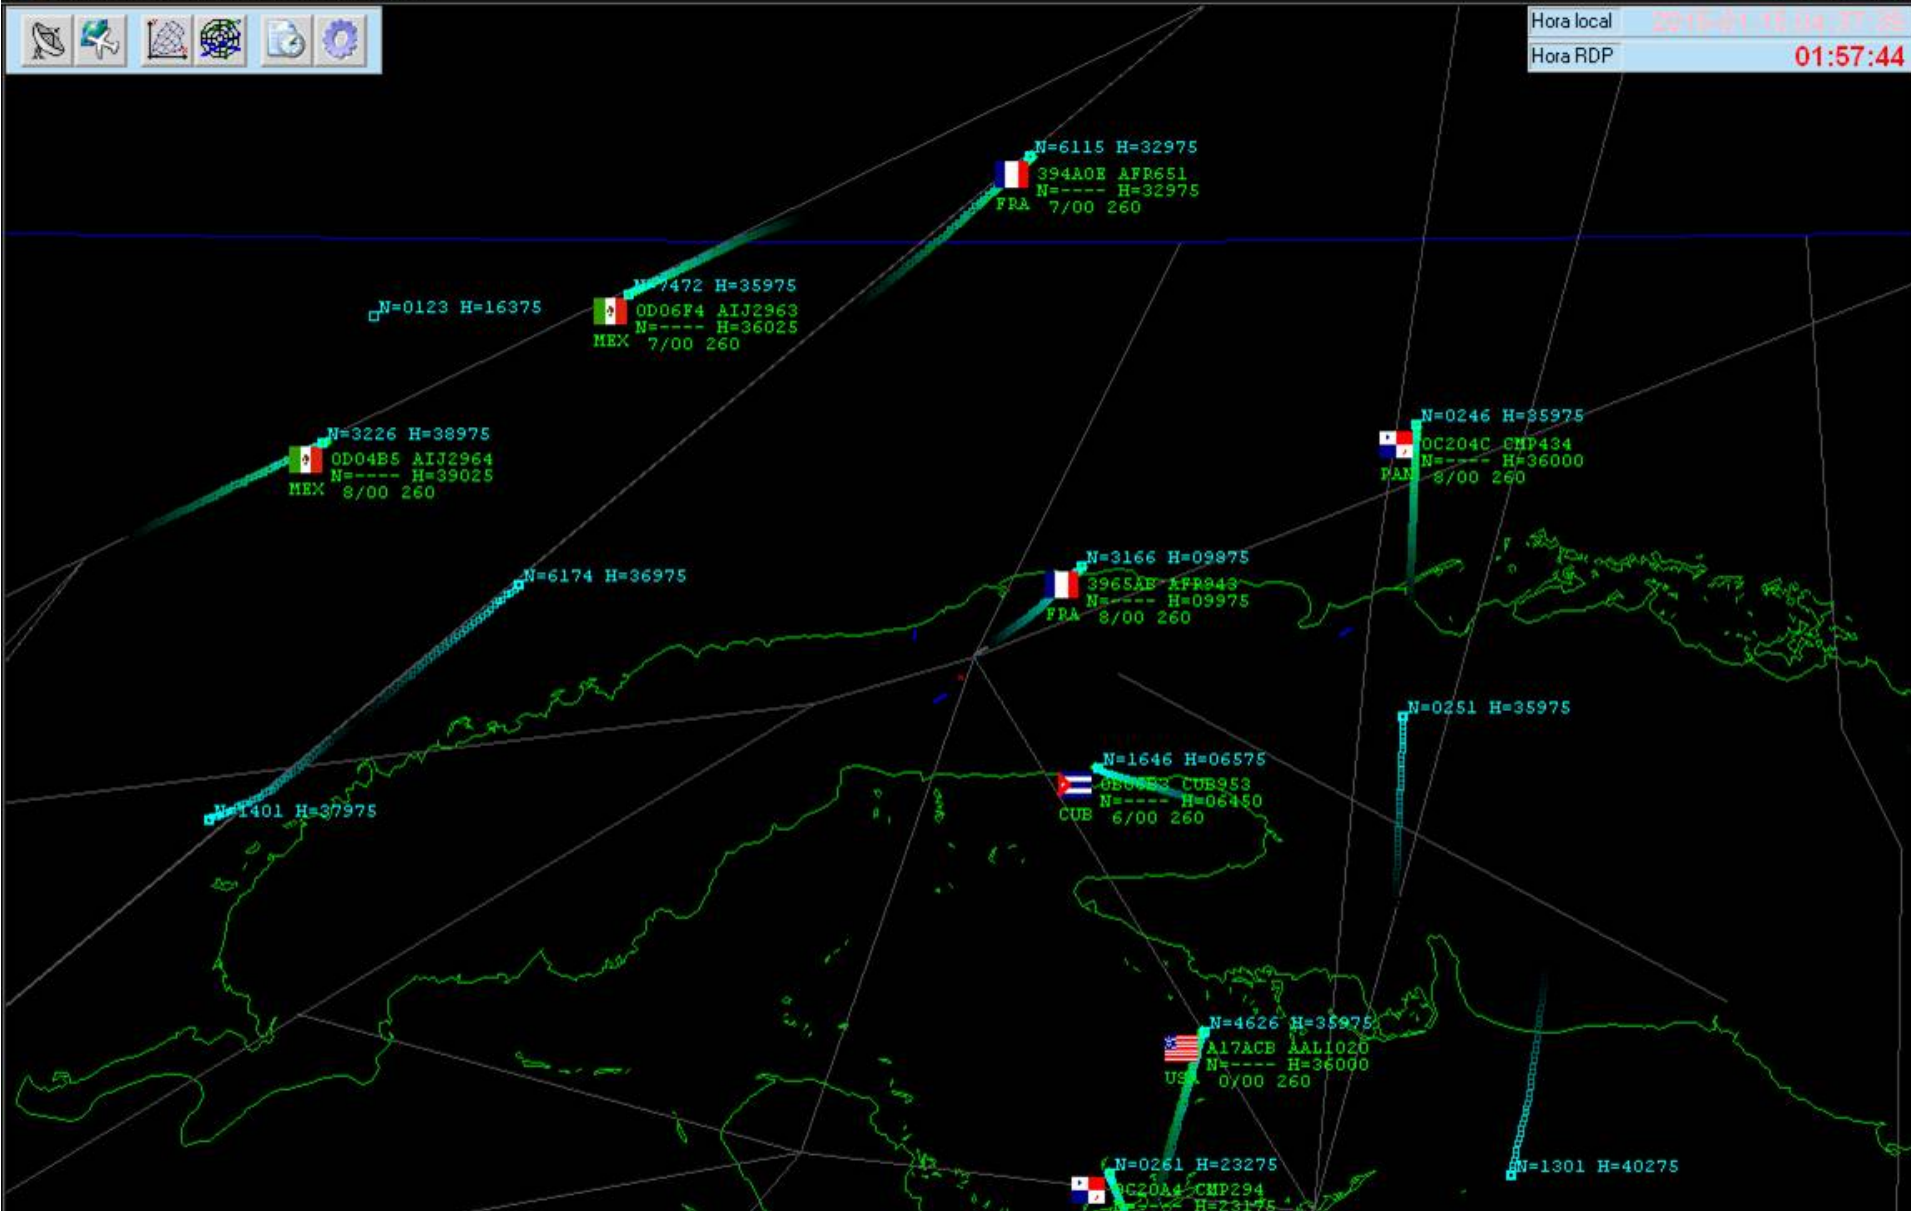 Hora local
Hora RDP 01:57:44
N=6115 H=32975
394A0E AFR651
N=---- H=32975
FRA 7/00 260
N=7472 H=35975
0D06F4 AIJ2963
N=---- H=36025
MEX 7/00 260
N=0123 H=16375
N=0246 H=35975
0C204C CMP434
N=---- H=36000
PAN 8/00 260
N=3226 H=38975
0D04B5 AIJ2964
N=---- H=39025
MEX 8/00 260
N=3166 H=09875
3965AB AFR943
N=---- H=09975
FRA 8/00 260
N=6174 H=36975
N=0251 H=35975
N=1646 H=06575
CUB953
N=---- H=06450
CUB 6/00 260
N=1401 H=37975
N=4626 H=35975
A17ACB AAL1020
N=---- H=36000
USA 0/00 260
N=0261 H=23275
0C20A4 CMP294
N=---- H=23175
N=1301 H=40275